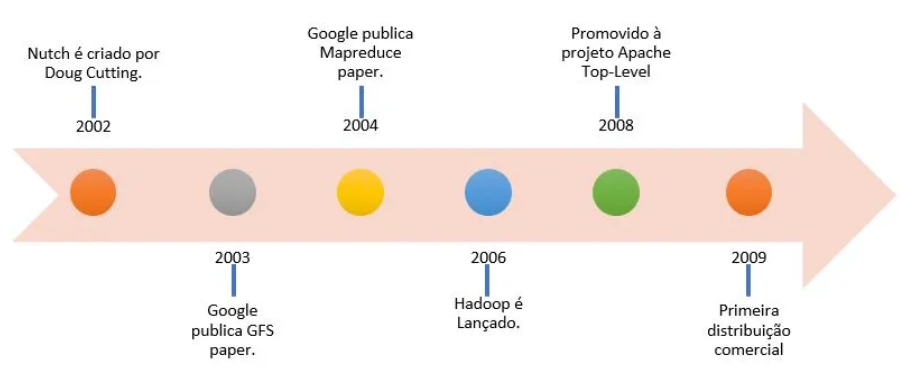 Nutch é criado por
Doug Cutting.
2002
2003
Google
publica GFS
paper.
Google publica
Mapreduce
paper.
2004
2006
Hadoop é
Lançado.
Promovido à
projeto Apache
Top-Level
2008
2009
Primeira
distribuição
comercial